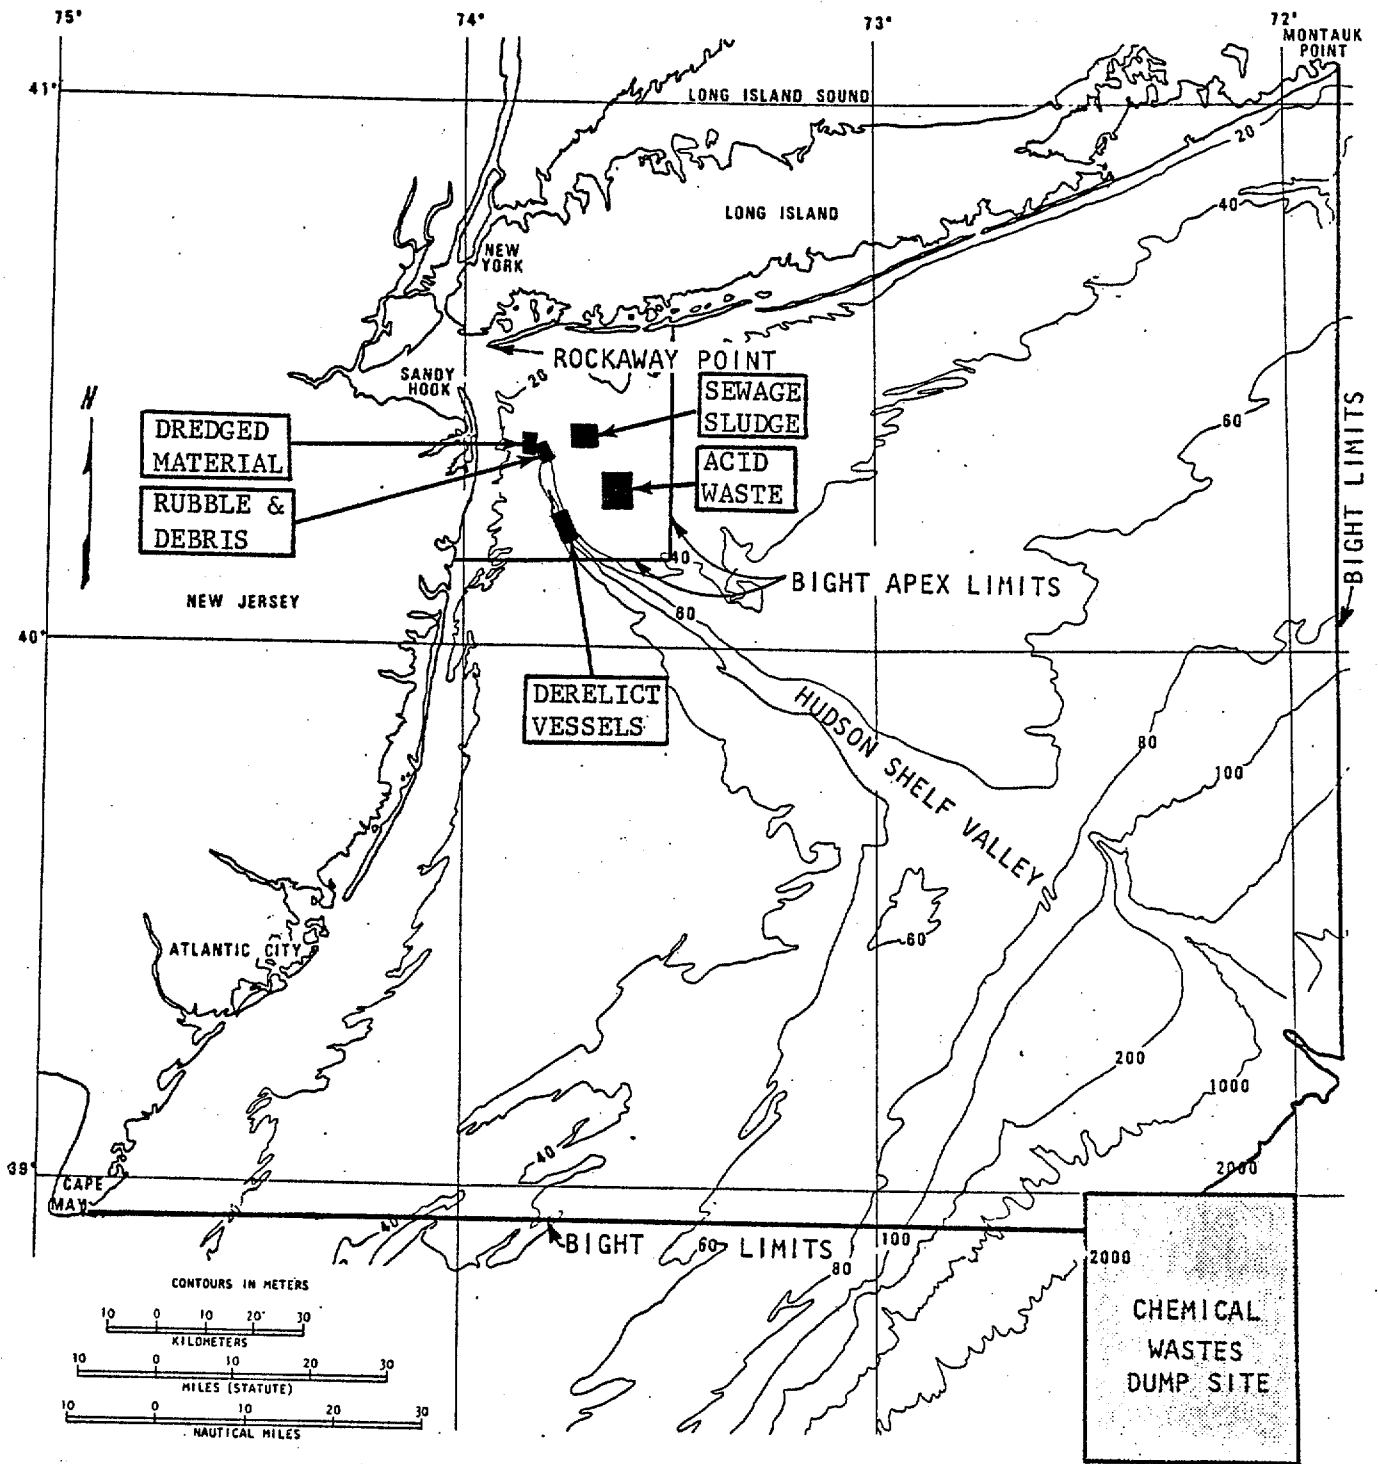 75°
74°
73°
72°
MONTAUK
POINT
41°
LONG ISLAND SOUND
20
LONG ISLAND
40
NEW
YORK
ROCKAWAY POINT
SANDY
HOOK
20
SEWAGE
SLUDGE
N
DREDGED
MATERIAL
60
BIGHT LIMITS
ACID
WASTE
RUBBLE &
DEBRIS
40
BIGHT APEX LIMITS
NEW JERSEY
60
40°
DERELICT
VESSELS
HUDSON SHELF VALLEY
80
100
ATLANTIC CITY
60
200
1000
40
39°
2000
CAPE
MAY
40
BIGHT LIMITS
60
100
80
2000
CONTOURS IN METERS
10 0 10 20 30
KILOMETERS
10 0 10 20 30
MILES (STATUTE)
10 0 10 20 30
NAUTICAL MILES
CHEMICAL
WASTES
DUMP SITE